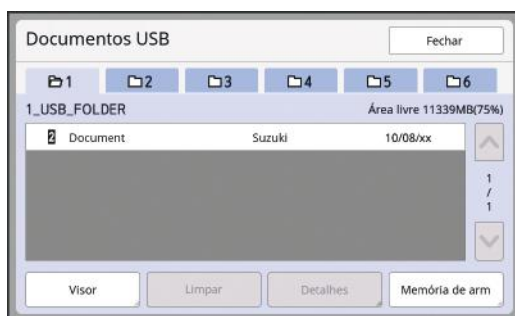 Documentos USB
Fechar
1 2 3 4 5 6
1_USB_FOLDER Área livre 11339MB(75%)
2 Document Suzuki 10/08/xx
1
/
1
Visor Limpar Detalhes Memória de arm